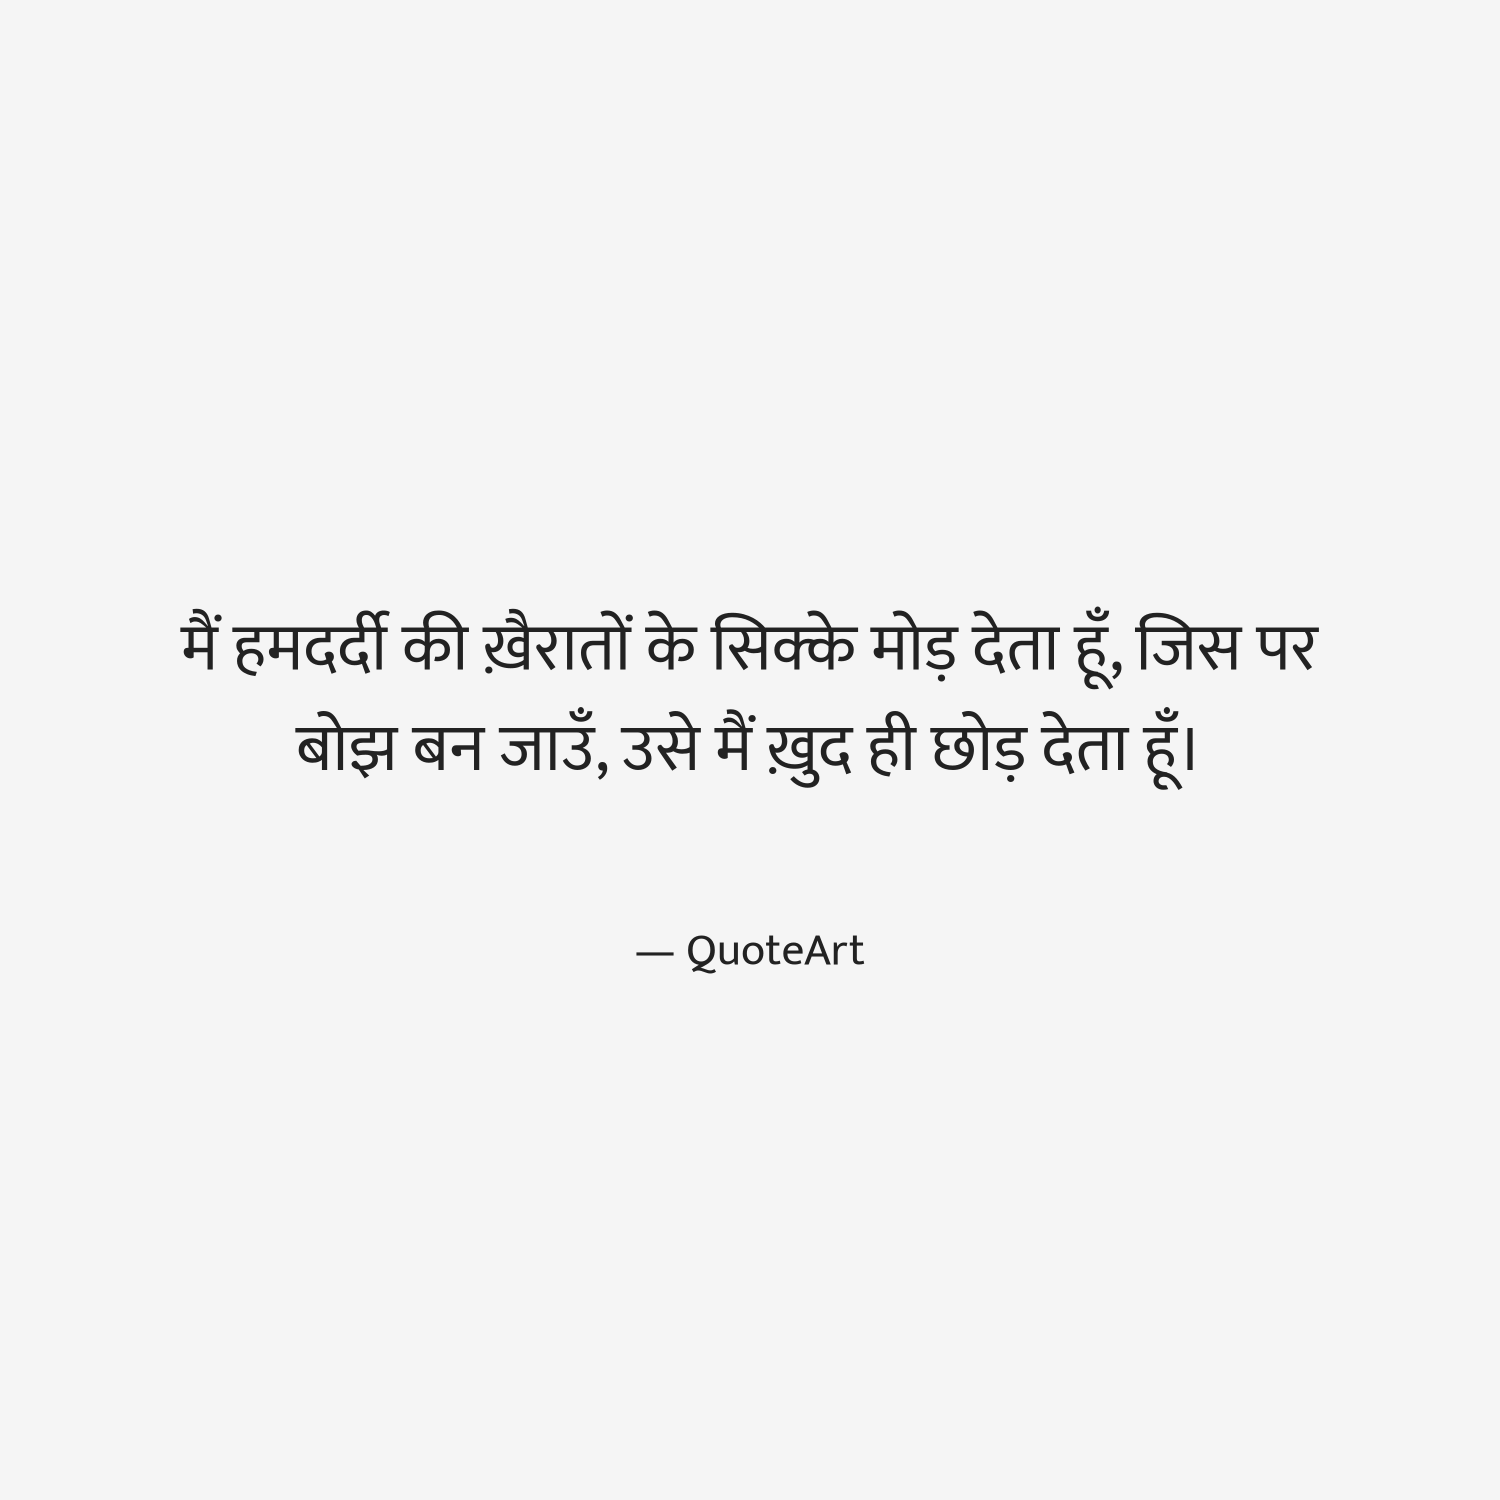 मैं हमदर्दी की ख़ैरातों के सिक्के मोड़ देता हूँ, जिस पर
बोझ बन जाउँ, उसे मैं ख़ुद ही छोड़ देता हूँ।
— QuoteArt